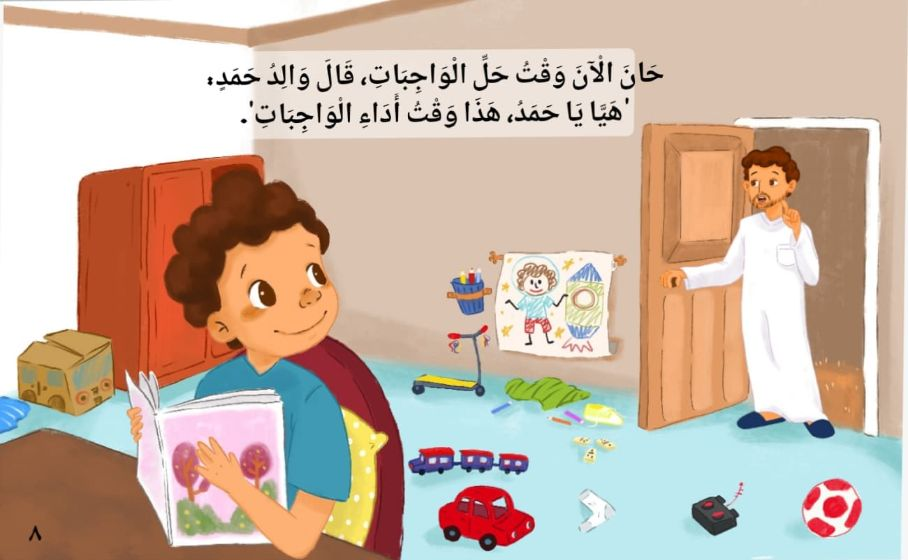 حَانَ الْآنَ وَقْتُ حَلِّ الْوَاجِبَاتِ، قَالَ وَالِدُ حَمَدٍ:
'هَيَّا يَا حَمَدُ، هَذَا وَقْتُ أَدَاءِ الْوَاجِبَاتِ'.
٨